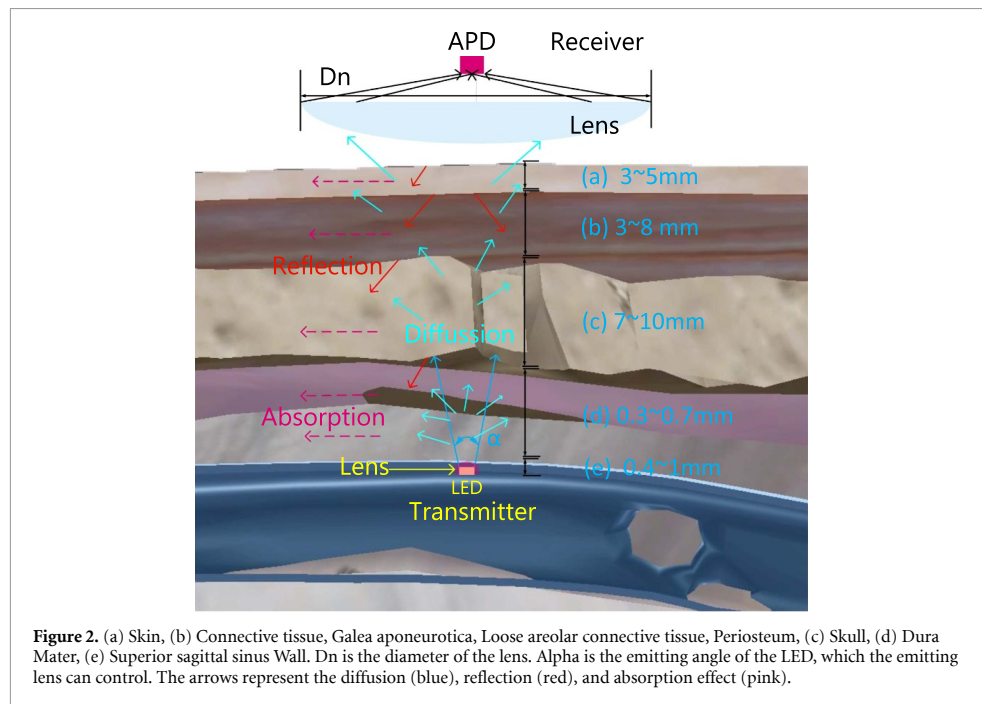 APD
Receiver
Dn
Lens
(a) 3~5mm
(b) 3~8 mm
Reflection
Diffussion
(c) 7~10mm
Absorption
(d) 0.3~0.7mm
α
Lens
(e) 0.4~1mm
LED
Transmitter
Figure 2. (a) Skin, (b) Connective tissue, Galea aponeurotica, Loose areolar connective tissue, Periosteum, (c) Skull, (d) Dura
Mater, (e) Superior sagittal sinus Wall. Dn is the diameter of the lens. Alpha is the emitting angle of the LED, which the emitting
lens can control. The arrows represent the diffusion (blue), reflection (red), and absorption effect (pink).